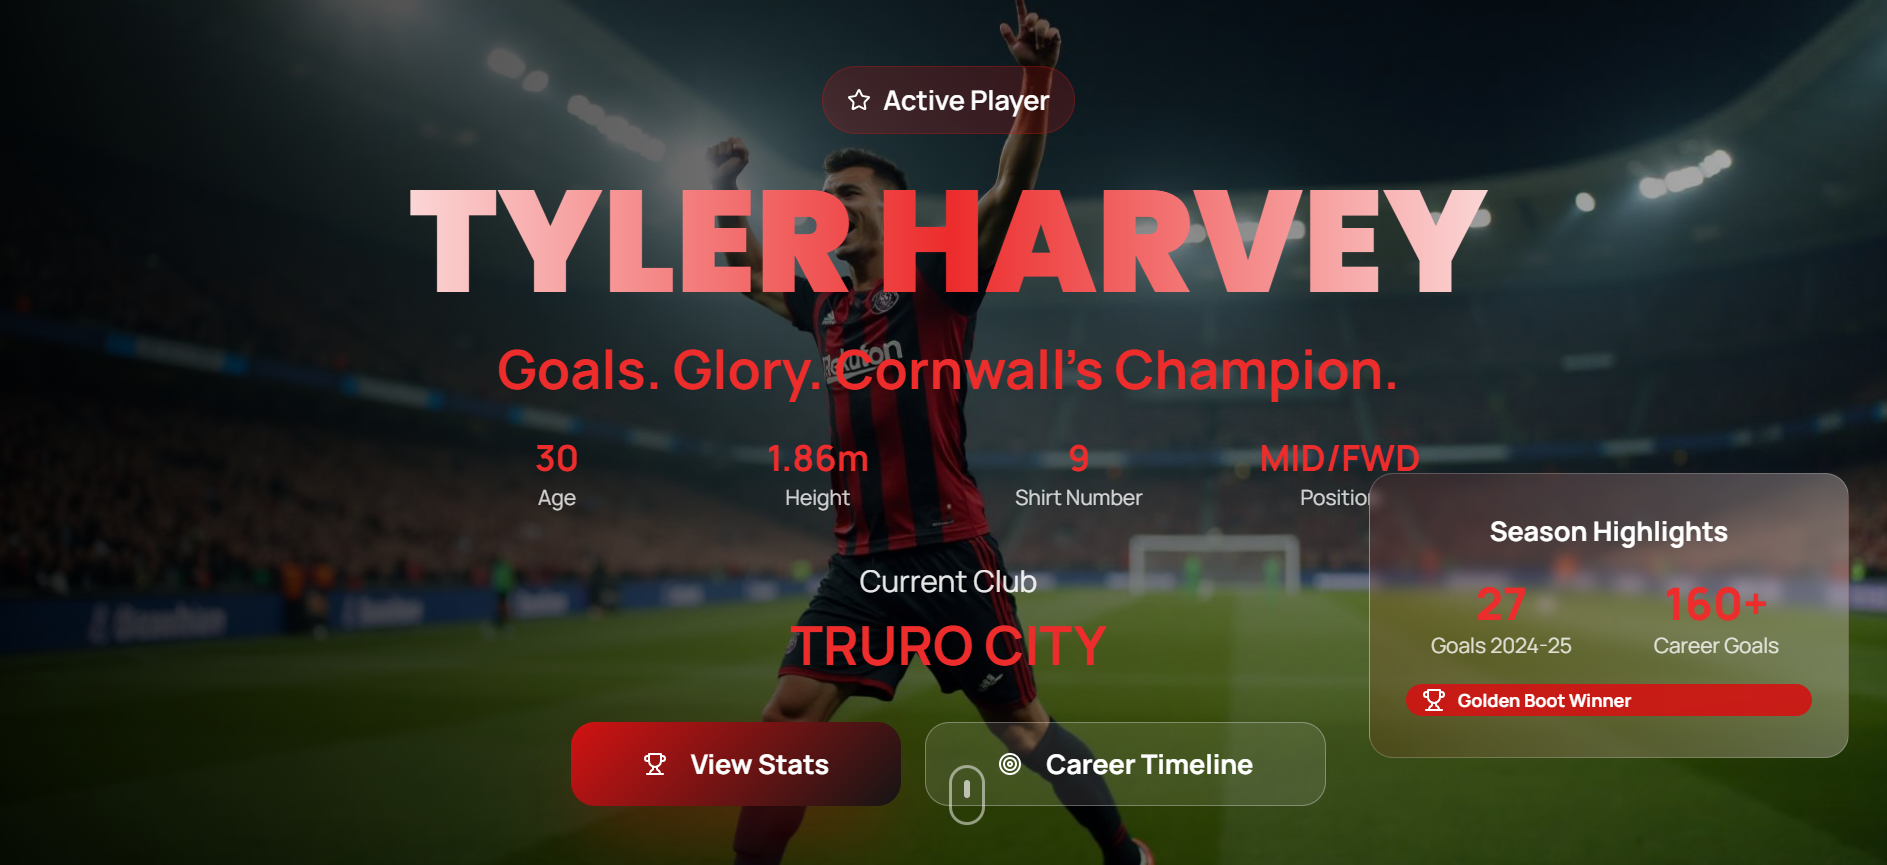 Active Player
TYLER HARVEY
Goals. Glory. Cornwall's Champion.
30 1.86m 9 MID/FWD
Age Height Shirt Number Position
Current Club
TRURO CITY
View Stats Career Timeline
Season Highlights
27 160+
Goals 2024-25 Career Goals
Golden Boot Winner